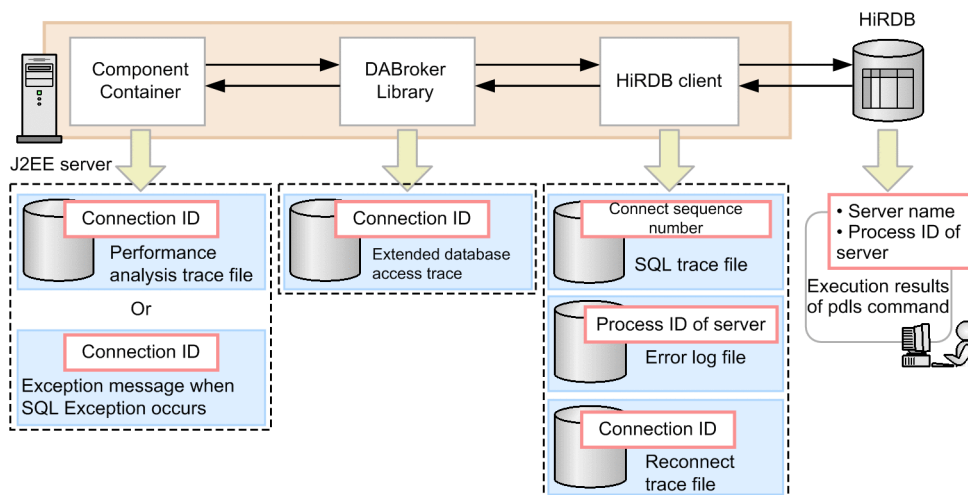 HiRDB
Component
Container
DABroker
Library
HiRDB client
J2EE server
Connection ID
Performance
analysis trace file
Or
Connection ID
Exception message when
SQL Exception occurs
Connection ID
Extended database
access trace
Connect sequence
number
SQL trace file
Process ID of server
Error log file
Connection ID
Reconnect
trace file
• Server name
• Process ID of
server
Execution results
of pdls command